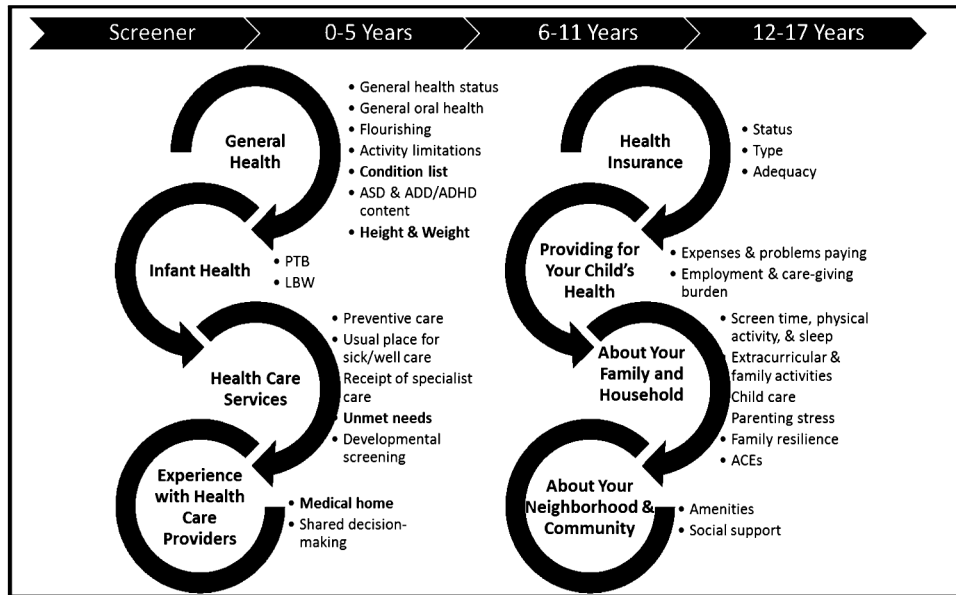 Screener
0-5 Years
6-11 Years
12-17 Years
General
Health
• General health status
• General oral health
• Flourishing
• Activity limitations
• Condition list
• ASD & ADD/ADHD
content
• Height & Weight
Infant Health
• PTB
• LBW
Health Care
Services
• Preventive care
• Usual place for
sick/well care
Receipt of specialist
care
• Unmet needs
• Developmental
screening
Experience
with Health
Care
Providers
• Medical home
• Shared decision-
making
Health
Insurance
• Status
• Type
• Adequacy
Providing for
Your Child's
Health
• Expenses & problems paying
• Employment & care-giving
burden
About Your
Family and
Household
• Screen time, physical
activity, & sleep
• Extracurricular &
family activities
Child care
Parenting stress
• Family resilience
• ACEs
About Your
Neighborhood &
Community
• Amenities
• Social support